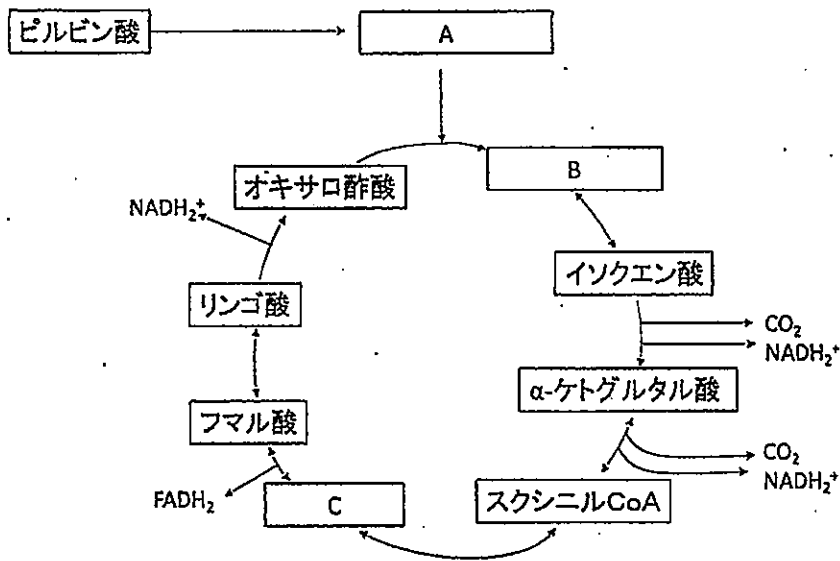 ピルビン酸
A
オキサロ酢酸
B
NADH₂⁺
イソクエン酸
リンゴ酸
CO₂
NADH₂⁺
α-ケトグルタル酸
フマル酸
CO₂
NADH₂⁺
FADH₂
C
スクシニルCoA